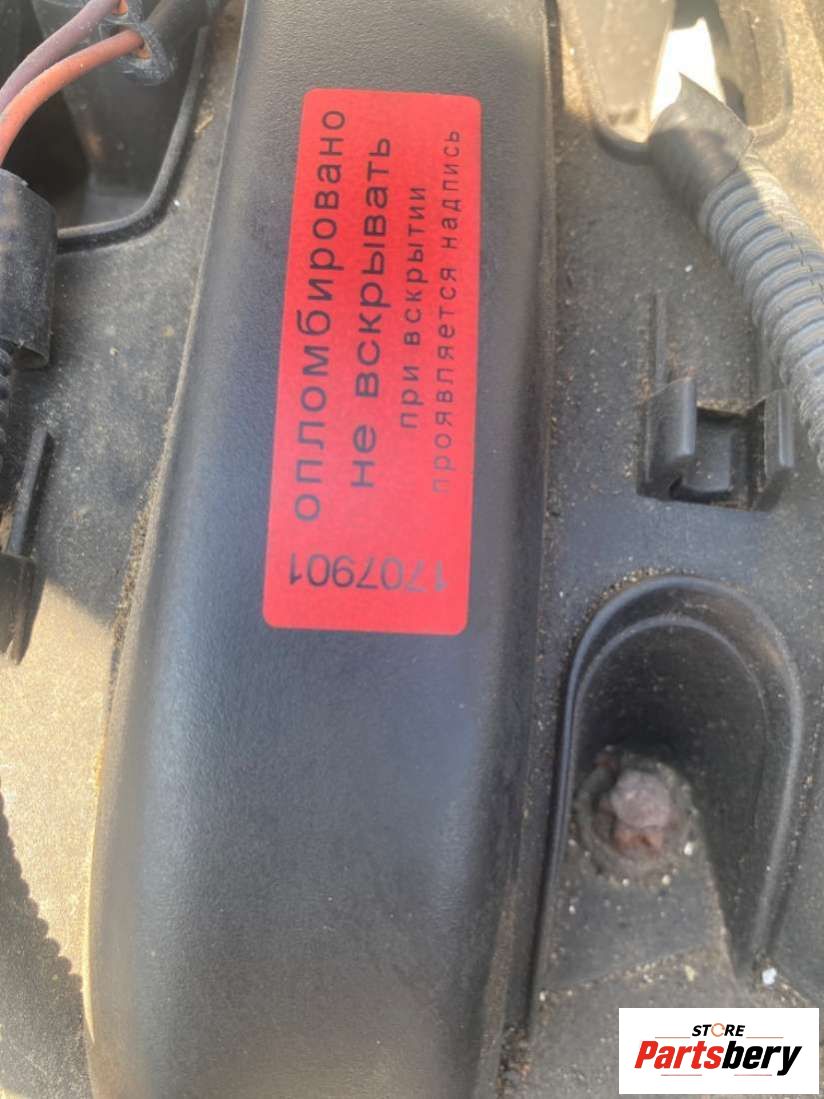 опломбировано
не вскрывать
при вскрытии
проявляется надпись
1707901
STORE
Partsbery